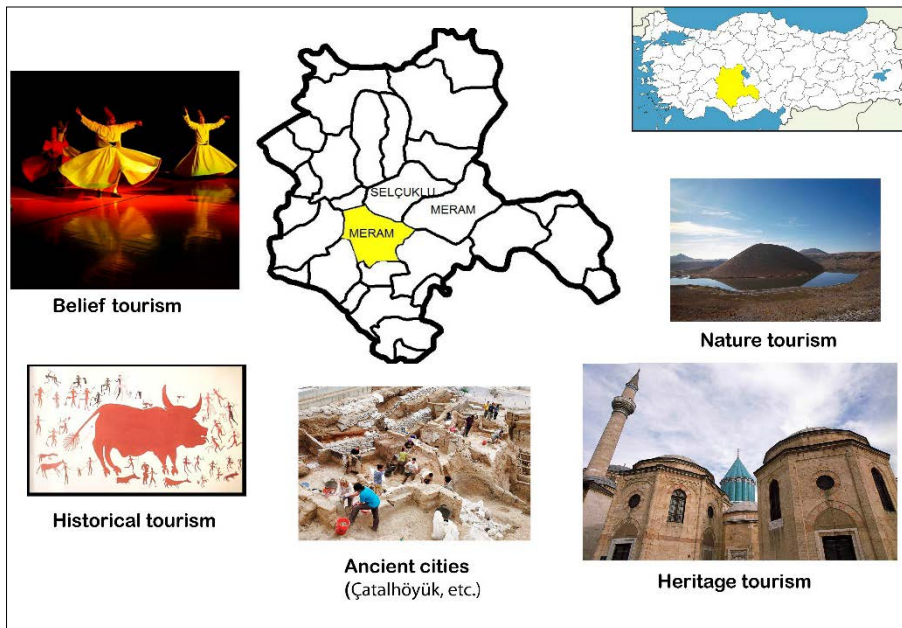 SELÇUKLU
MERAM
MERAM
Belief tourism
Nature tourism
Historical tourism
Ancient cities
(Çatalhöyük, etc.)
Heritage tourism